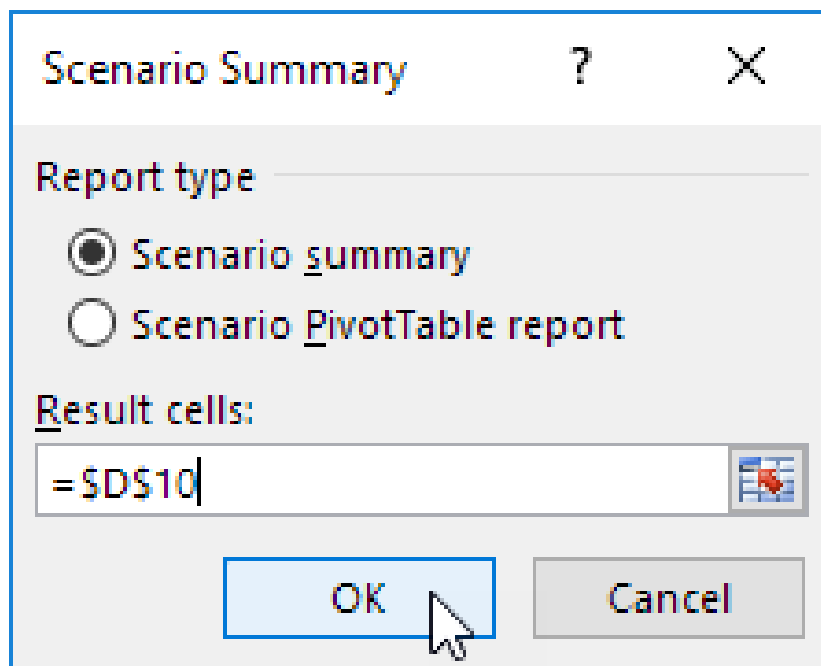 Scenario Summary ?
Report type
Scenario summary
Scenario PivotTable report
Result cells:
=$D$10
OK Cancel